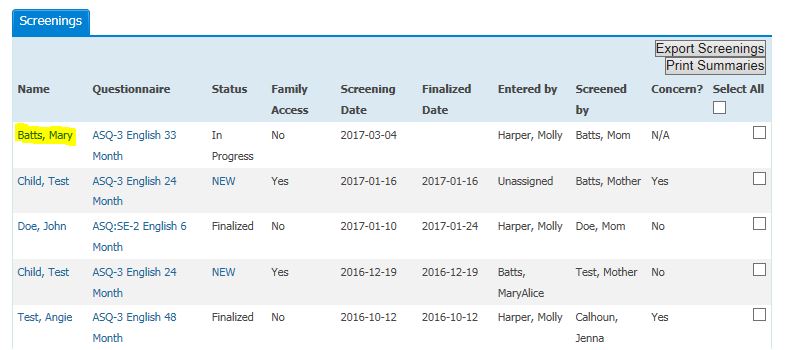 Screenings
Export Screenings
Print Summaries
Name Questionnaire Status Family Access Screening Date Finalized Date Entered by Screened by Concern? Select All
Batts, Mary ASQ-3 English 33 Month In Progress No 2017-03-04 Harper, Molly Batts, Mom N/A
Child, Test ASQ-3 English 24 Month NEW Yes 2017-01-16 2017-01-16 Unassigned Batts, Mother Yes
Doe, John ASQ:SE-2 English 6 Month Finalized No 2017-01-10 2017-01-24 Harper, Molly Doe, Mom No
Child, Test ASQ-3 English 24 Month NEW Yes 2016-12-19 2016-12-19 Batts, MaryAlice Test, Mother No
Test, Angie ASQ-3 English 48 Month Finalized No 2016-10-12 2016-10-12 Harper, Molly Calhoun, Jenna Yes